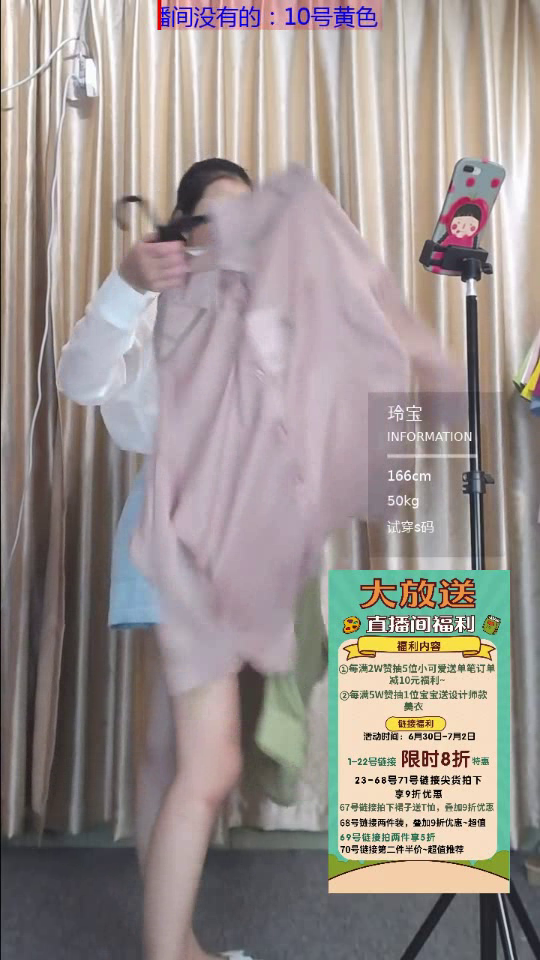 播间没有的：10号黄色
玲宝
INFORMATION
166cm
50kg
试穿s码
大放送
直播间福利
福利内容
①每满2W赞抽5位小可爱送单笔订单
减10元福利~
②每满5W赞抽1位宝宝送设计师款
美衣
链接福利
活动时间：6月30日-7月2日
1-22号链接 限时8折 特惠
23-68号71号链接尖货拍下
享9折优惠
67号链接拍下裙子送T恤，叠加9折优惠
68号链接两件装，叠加9折优惠~超值
69号链接拍两件享5折
70号链接第二件半价~超值推荐